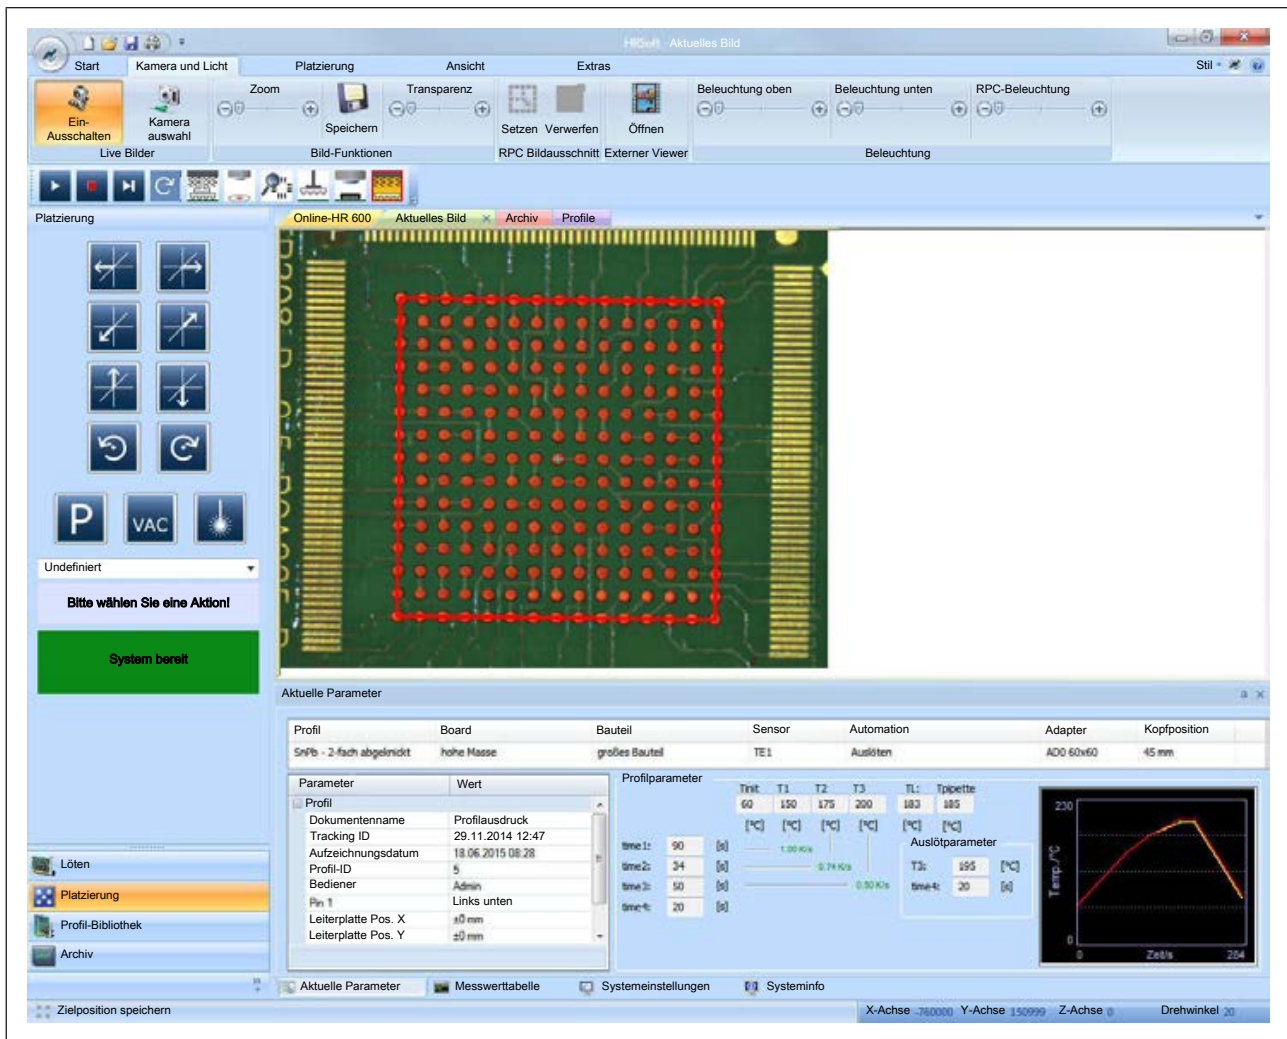 HRSoft - Aktuelles Bild
Start Kamera und Licht Platzierung Ansicht Extras Stil
Zoom Transparenz Beleuchtung oben Beleuchtung unten RPC-Beleuchtung
Ein-
Ausschalten
Kamera
auswahl
Speichern
Setzen Verwerfen Öffnen
Live Bilder Bild-Funktionen RPC Bildausschnitt Externer Viewer Beleuchtung
Platzierung
Online-HR 600 Aktuelles Bild Archiv Profile
P VAC
Undefiniert
Bitte wählen Sie eine Aktion!
System bereit
Aktuelle Parameter
Profil Board Bauteil Sensor Automation Adapter Kopfposition
SnPb - 2-fach abgeknickt hohe Masse großes Bauteil TE1 Auslöten AD0 60x60 45 mm
Parameter Wert
Profil
Dokumentenname Profilausdruck
Tracking ID 29.11.2014 12:47
Aufzeichnungsdatum 18.06.2015 08:28
Profil-ID 5
Bediener Admin
Pin 1 Links unten
Leiterplatte Pos. X ±0 mm
Leiterplatte Pos. Y ±0 mm
Profilparameter
Tinit T1 T2 T3 TL: Tpipette
60 150 175 200 183 185
[°C] [°C] [°C] [°C] [°C] [°C]
time1: 90 [s] 1.00 K/s
time2: 34 [s] 0.74 K/s
time3: 50 [s] 0.50 K/s
time4: 20 [s]
Auslötparameter
T3: 195 [°C]
time4: 20 [s]
230
Temp./°C
0
0 Zeit/s 284
Löten
Platzierung
Profil-Bibliothek
Archiv
Aktuelle Parameter Messwerttabelle Systemeinstellungen Systeminfo
Zielposition speichern X-Achse -760000 Y-Achse 150999 Z-Achse 0 Drehwinkel 20